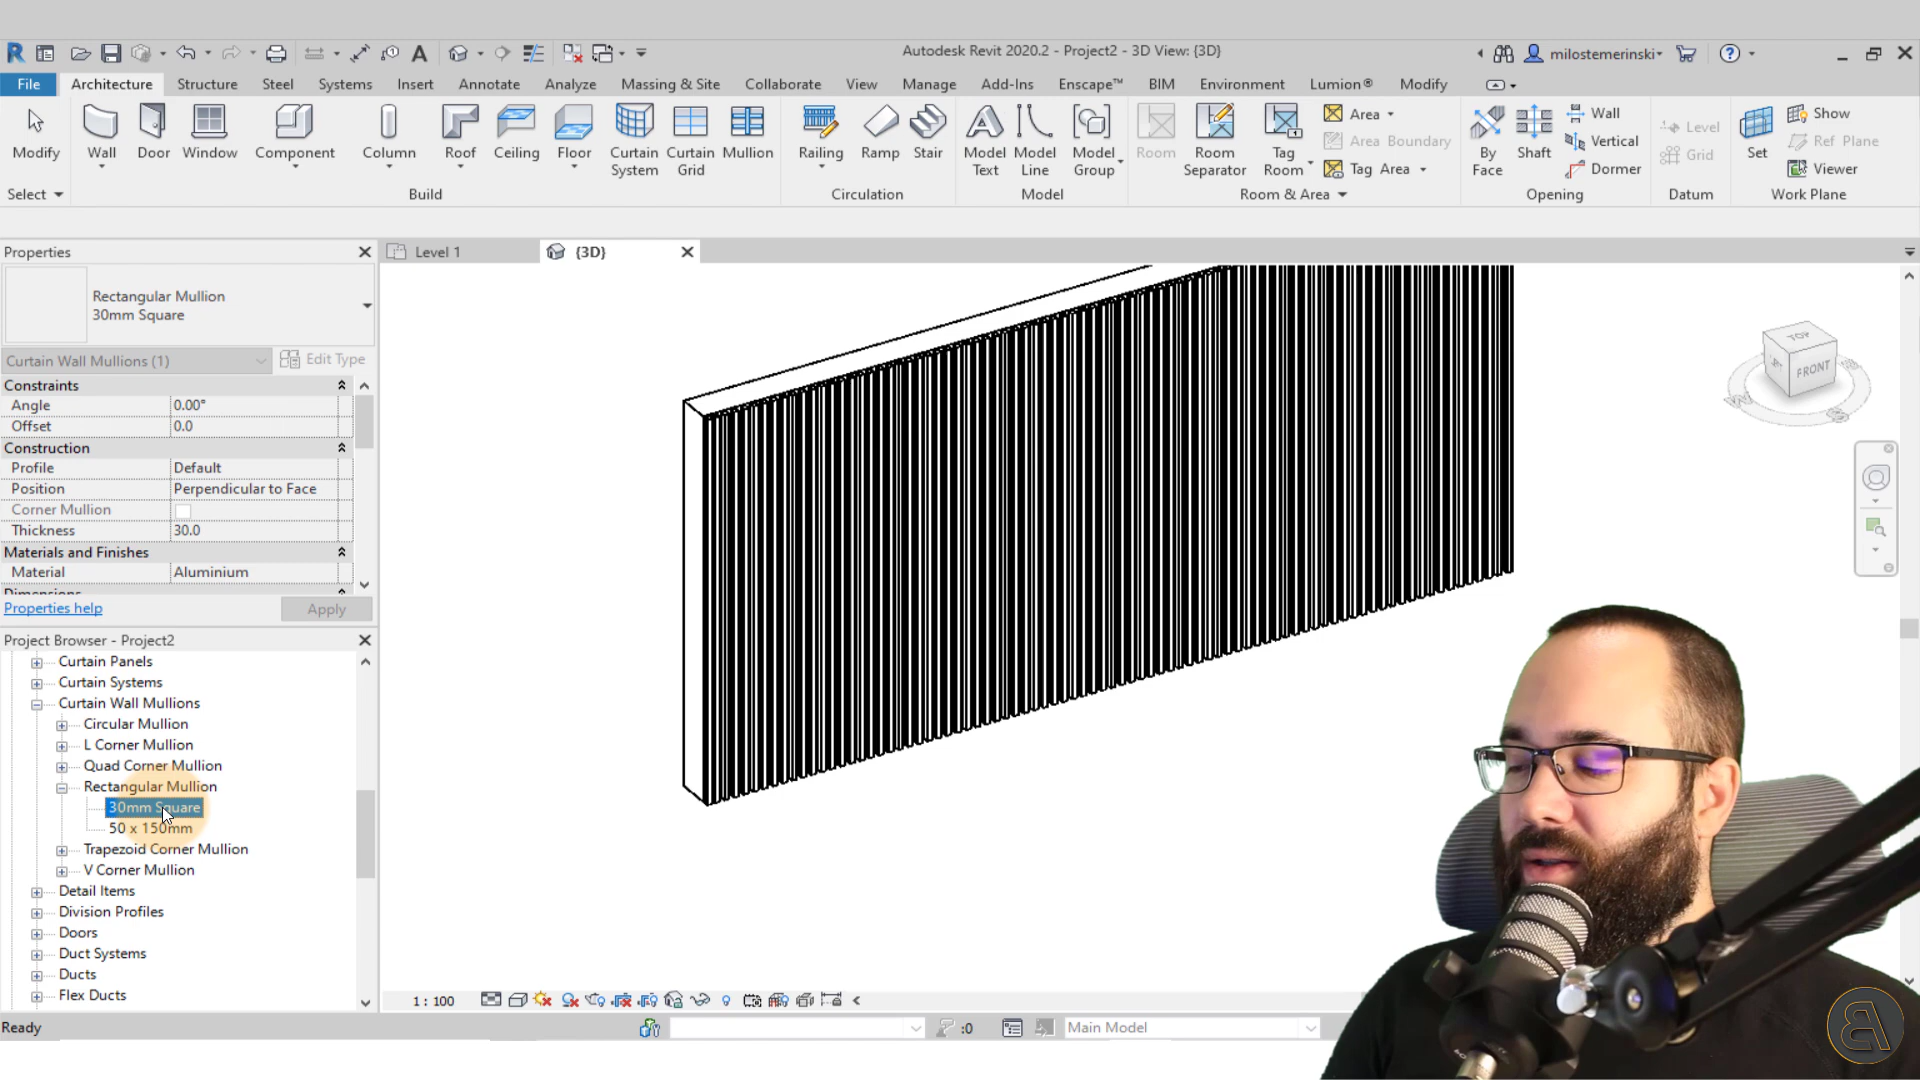 Autodesk Revit 2020.2 - Project2 - 3D View: {3D}
milostemerinski
File Architecture Structure Steel Systems Insert Annotate Analyze Massing & Site Collaborate View Manage Add-Ins Enscape™ BIM Environment Lumion® Modify
Modify Wall Door Window Component Column Roof Ceiling Floor Curtain System Curtain Grid Mullion Railing Ramp Stair Model Text Model Line Model Group Room Room Separator Tag Room
Area
Area Boundary
Tag Area
By Face
Shaft
Wall
Vertical
Dormer
Level
Grid
Set
Show
Ref Plane
Viewer
Select Build Circulation Model Room & Area Opening Datum Work Plane
Properties
Level 1
{3D}
Rectangular Mullion
30mm Square
Curtain Wall Mullions (1)
Edit Type
Constraints
Angle 0.00°
Offset 0.0
Construction
Profile Default
Position Perpendicular to Face
Corner Mullion
Thickness 30.0
Materials and Finishes
Material Aluminium
Dimensions
Properties help
Apply
TOP
FRONT
Project Browser - Project2
Curtain Panels
Curtain Systems
Curtain Wall Mullions
Circular Mullion
L Corner Mullion
Quad Corner Mullion
Rectangular Mullion
30mm Square
50 x 150mm
Trapezoid Corner Mullion
V Corner Mullion
Detail Items
Division Profiles
Doors
Duct Systems
Ducts
Flex Ducts
1 : 100
Ready
:0
Main Model